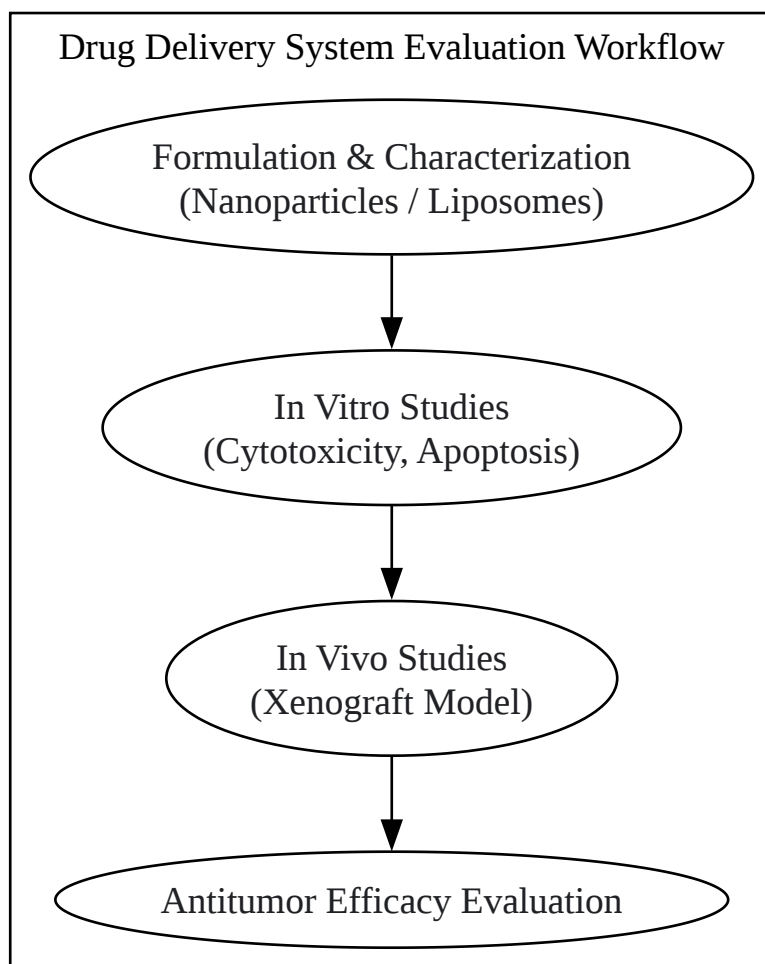 Drug Delivery System Evaluation Workflow
Formulation & Characterization
(Nanoparticles / Liposomes)
In Vitro Studies
(Cytotoxicity, Apoptosis)
In Vivo Studies
(Xenograft Model)
Antitumor Efficacy Evaluation